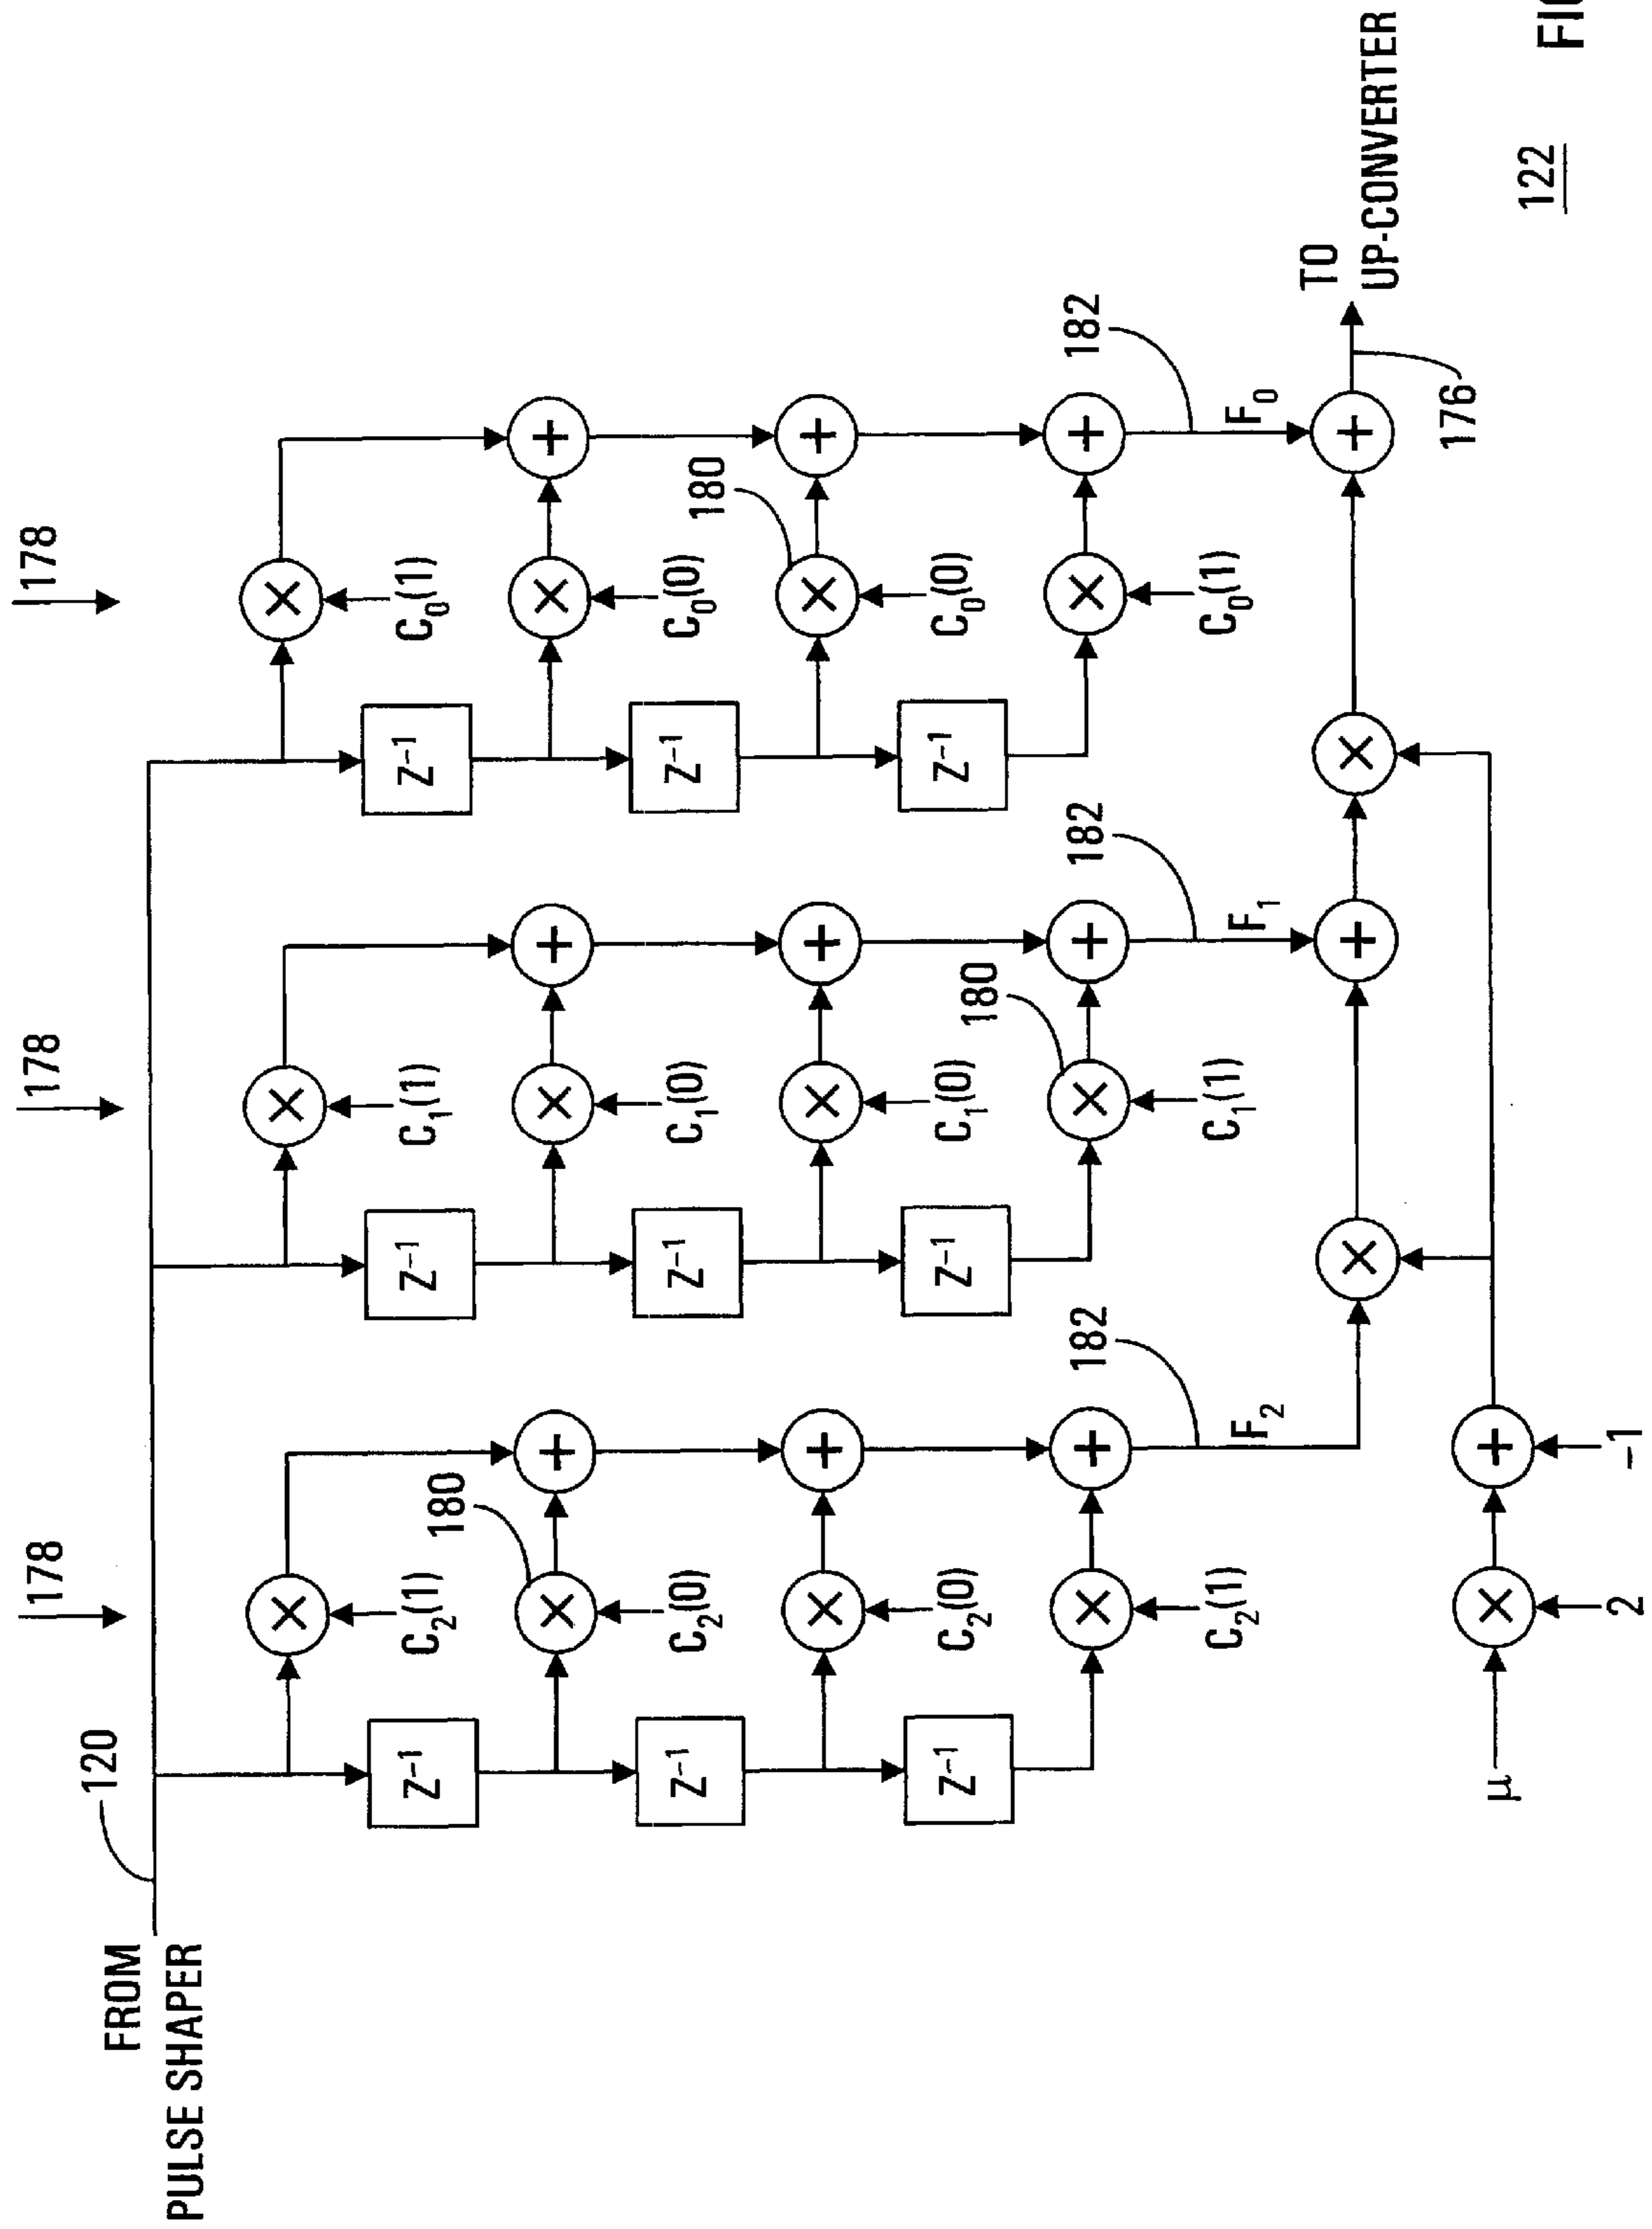 178
178
178
120
FROM
PULSE SHAPER
C₂(1)
180
C₂(0)
C₂(0)
C₂(1)
Z⁻¹
Z⁻¹
Z⁻¹
182
F₂
C₁(1)
C₁(0)
C₁(0)
180
C₁(1)
Z⁻¹
Z⁻¹
Z⁻¹
182
F₁
C₀(1)
C₀(0)
180
C₀(0)
C₀(1)
Z⁻¹
Z⁻¹
Z⁻¹
182
F₀
TO
UP-CONVERTER
176
μ
2
-1
122